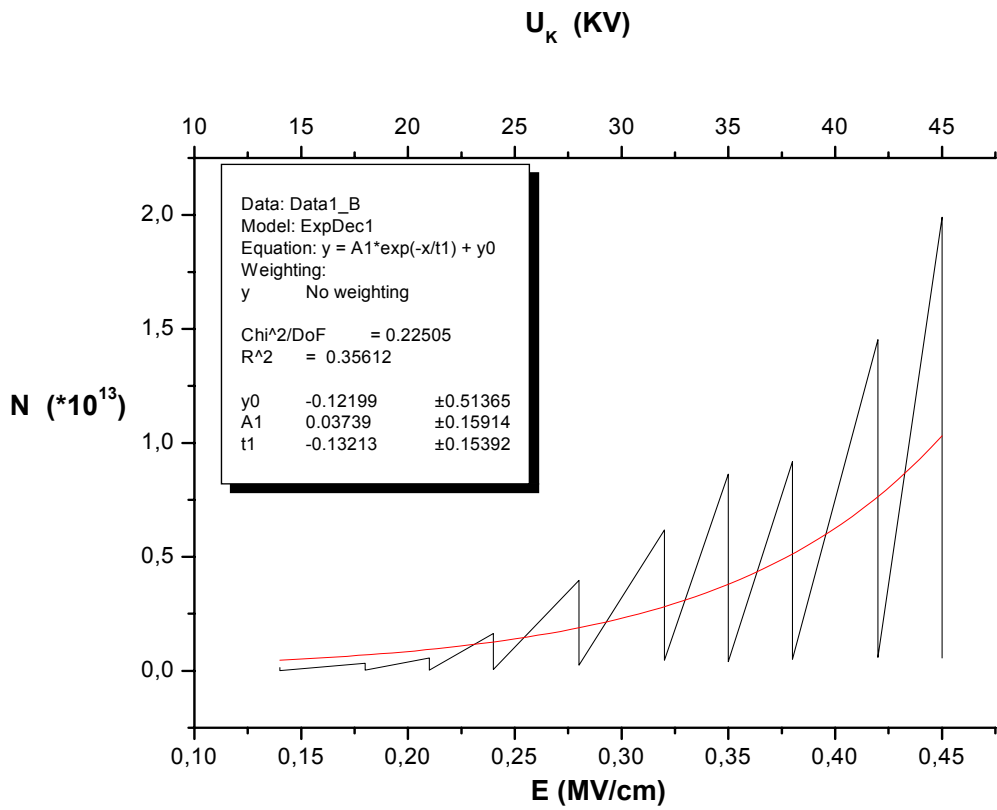 U_K (KV)
10 15 20 25 30 35 40 45
Data: Data1_B
Model: ExpDec1
Equation: y = A1*exp(-x/t1) + y0
Weighting:
y No weighting
Chi^2/DoF = 0.22505
R^2 = 0.35612
y0 -0.12199 ±0.51365
A1 0.03739 ±0.15914
t1 -0.13213 ±0.15392
N (*10^13)
2,0
1,5
1,0
0,5
0,0
0,10 0,15 0,20 0,25 0,30 0,35 0,40 0,45
E (MV/cm)